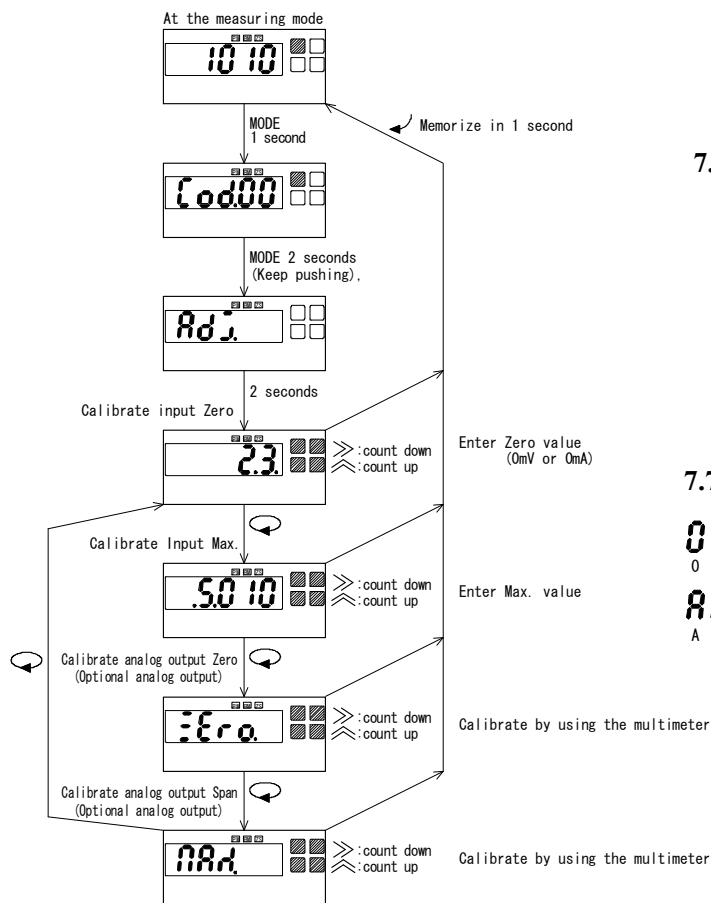 At the measuring mode
1010
Memorize in 1 second
MODE
1 second
7.
Cod.00
MODE 2 seconds
(Keep pushing),
Adj.
2 seconds
Calibrate input Zero
2.3.
:count down
:count up
Enter Zero value
(0mV or 0mA)
7.7
0
0
A
A
Calibrate Input Max.
.5.0 10
:count down
:count up
Enter Max. value
Calibrate analog output Zero
(Optional analog output)
ZEro.
:count down
:count up
Calibrate by using the multimeter
Calibrate analog output Span
(Optional analog output)
MAX.
:count down
:count up
Calibrate by using the multimeter